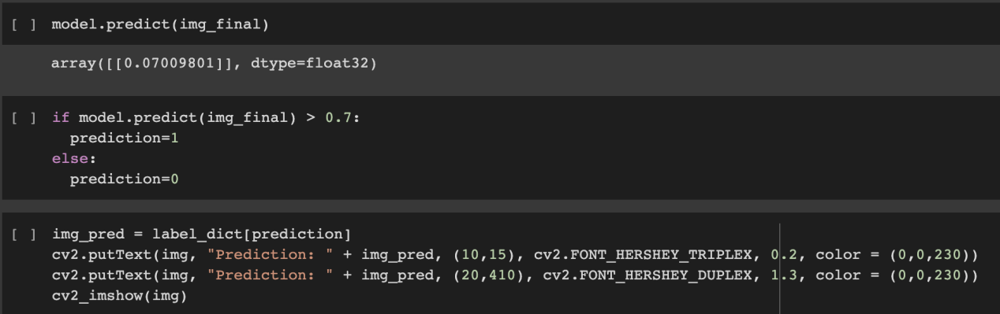 [ ] model.predict(img_final)
array([[0.07009801]], dtype=float32)
[ ] if model.predict(img_final) > 0.7:
prediction=1
else:
prediction=0
[ ] img_pred = label_dict[prediction]
cv2.putText(img, "Prediction: " + img_pred, (10,15), cv2.FONT_HERSHEY_TRIPLEX, 0.2, color = (0,0,230))
cv2.putText(img, "Prediction: " + img_pred, (20,410), cv2.FONT_HERSHEY_DUPLEX, 1.3, color = (0,0,230))
cv2_imshow(img)